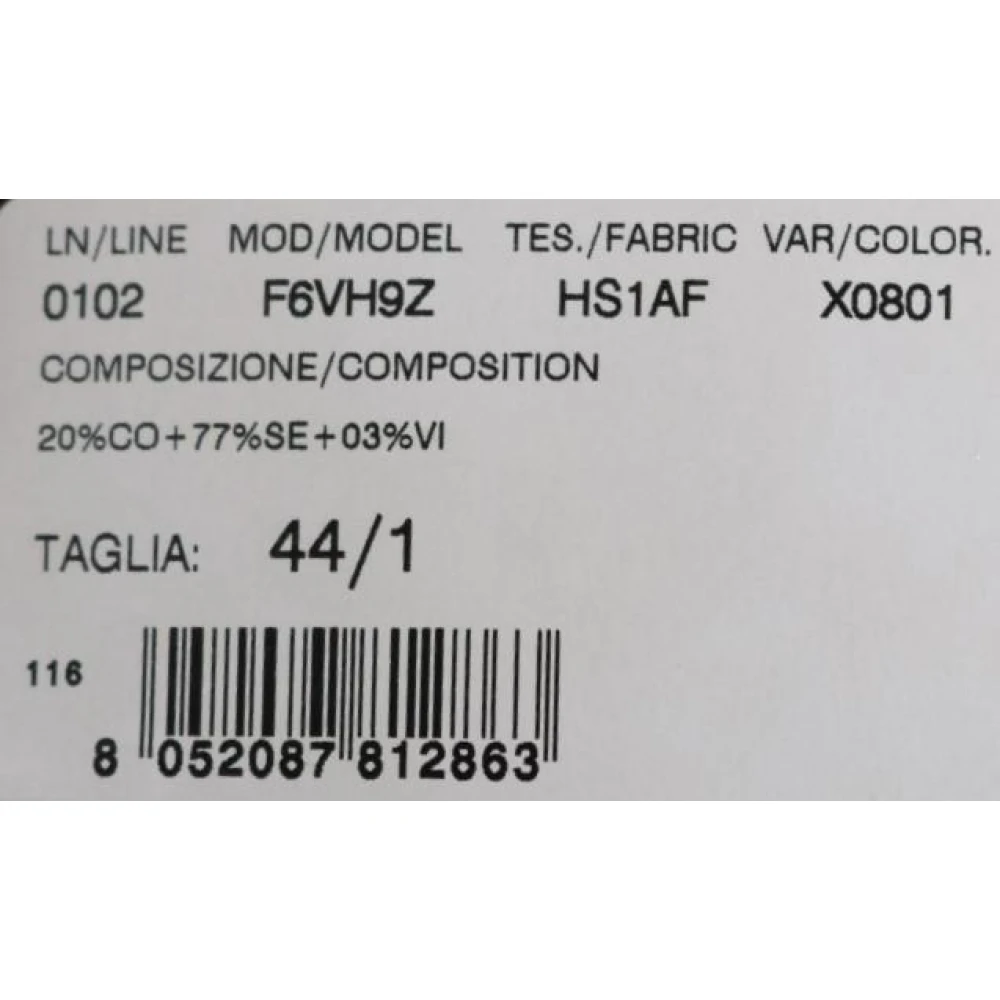 LN/LINE MOD/MODEL TES./FABRIC VAR/COLOR.
0102 F6VH9Z HS1AF X0801
COMPOSIZIONE/COMPOSITION
20%CO+77%SE+03%VI
TAGLIA: 44/1
116
8 052087 812863